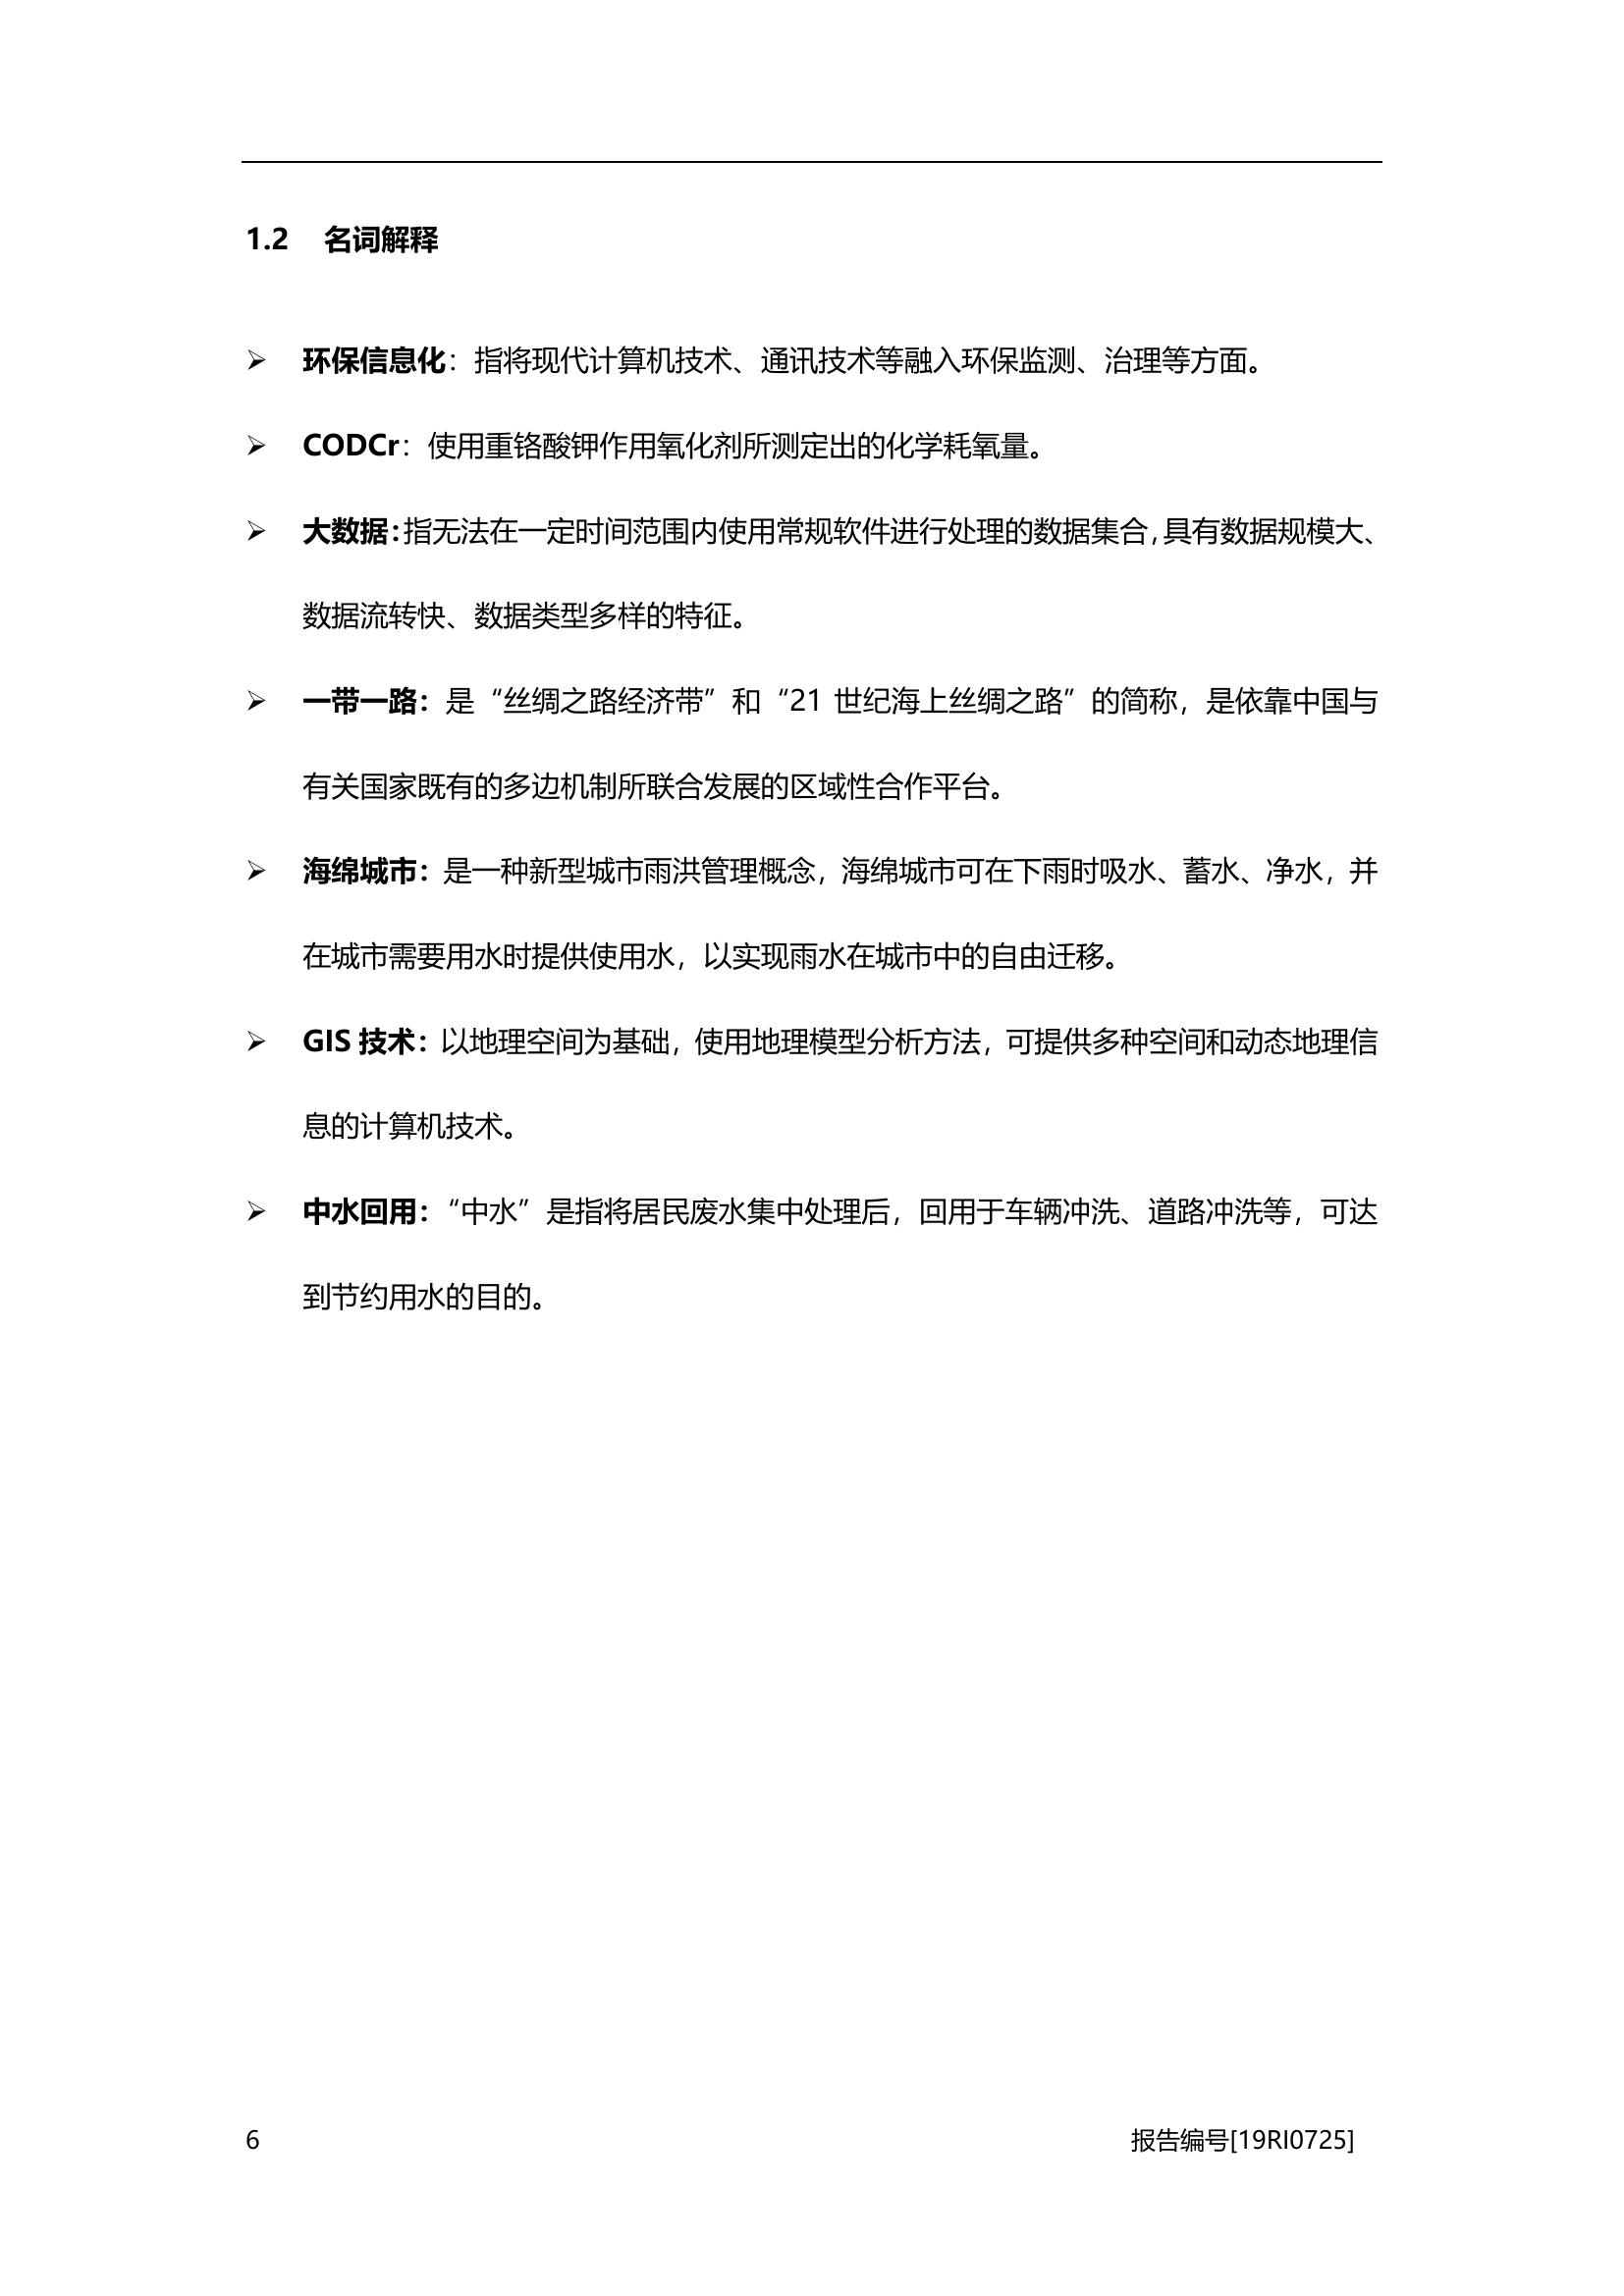 1.2 名词解释
➢ 环保信息化：指将现代计算机技术、通讯技术等融入环保监测、治理等方面。
➢ CODCr：使用重铬酸钾作用氧化剂所测定出的化学耗氧量。
➢ 大数据：指无法在一定时间范围内使用常规软件进行处理的数据集合，具有数据规模大、
数据流转快、数据类型多样的特征。
➢ 一带一路：是“丝绸之路经济带”和“21 世纪海上丝绸之路”的简称，是依靠中国与
有关国家既有的多边机制所联合发展的区域性合作平台。
➢ 海绵城市：是一种新型城市雨洪管理概念，海绵城市可在下雨时吸水、蓄水、净水，并
在城市需要用水时提供使用水，以实现雨水在城市中的自由迁移。
➢ GIS 技术：以地理空间为基础，使用地理模型分析方法，可提供多种空间和动态地理信
息的计算机技术。
➢ 中水回用：“中水”是指将居民废水集中处理后，回用于车辆冲洗、道路冲洗等，可达
到节约用水的目的。
6 报告编号[19RI0725]